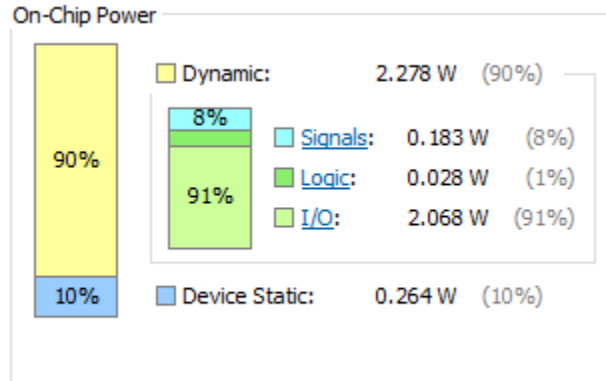 On-Chip Power
Dynamic: 2.278 W (90%)
8%
Signals: 0.183 W (8%)
90%
Logic: 0.028 W (1%)
91%
I/O: 2.068 W (91%)
10%
Device Static: 0.264 W (10%)